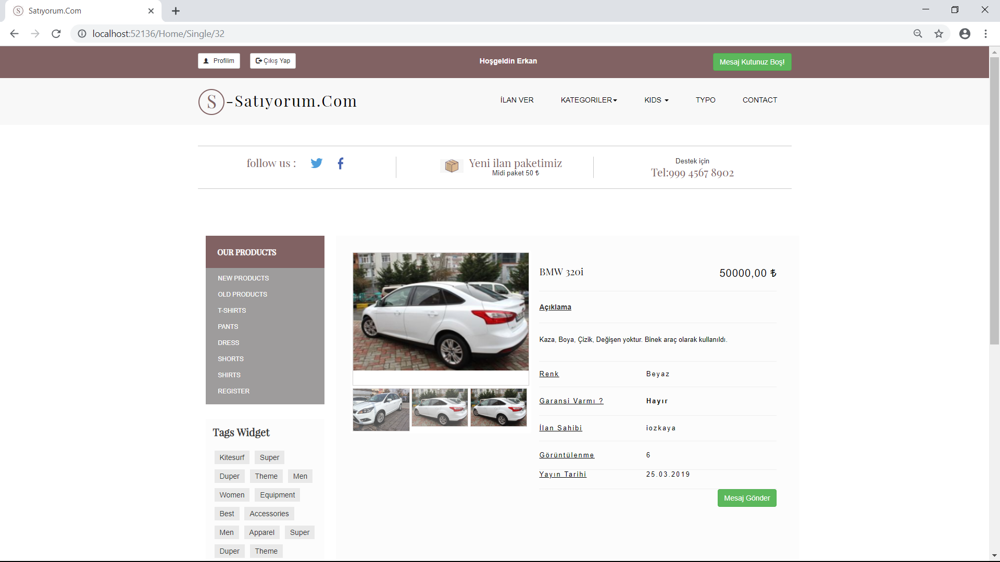 Satıyorum.Com
localhost:52136/Home/Single/32
Profilim
Çıkış Yap
Hoşgeldin Erkan
Mesaj Kutunuz Boş!
S -Satıyorum.Com
İLAN VER
KATEGORILER
KIDS
TYPO
CONTACT
follow us :
Yeni ilan paketimiz
Midi paket 50 ₺
Destek için
Tel:999 4567 8902
OUR PRODUCTS
NEW PRODUCTS
OLD PRODUCTS
T-SHIRTS
PANTS
DRESS
SHORTS
SHIRTS
REGISTER
Tags Widget
Kitesurf Super
Duper Theme Men
Women Equipment
Best Accessories
Men Apparel Super
Duper Theme
BMW 320i 50000,00 ₺
Açıklama
Kaza, Boya, Çizik, Değişen yoktur. Binek araç olarak kullanıldı.
Renk Beyaz
Garansi Varmı ? Hayır
İlan Sahibi iozkaya
Görüntülenme 6
Yayın Tarihi 25.03.2019
Mesaj Gönder